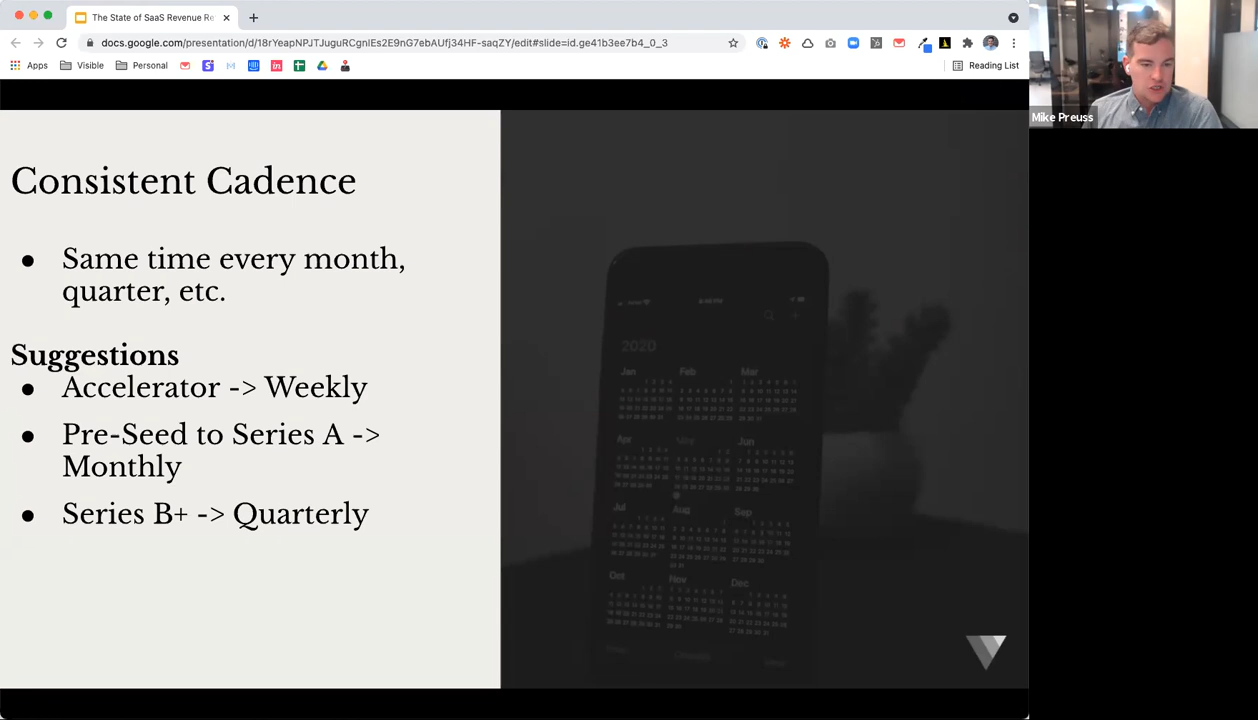 The State of SaaS Revenue Re
docs.google.com/presentation/d/18rYeapNPJTJuguRCgnIEs2E9nG7ebAUfj34HF-saqZY/edit#slide=id.ge41b3ee7b4_0_3
Apps
Visible
Personal
Reading List
Mike Preuss
Consistent Cadence
● Same time every month,
quarter, etc.
Suggestions
● Accelerator -> Weekly
● Pre-Seed to Series A ->
Monthly
● Series B+ -> Quarterly
2020
Jan Feb Mar
Apr May Jun
Jul Aug Sep
Oct Nov Dec